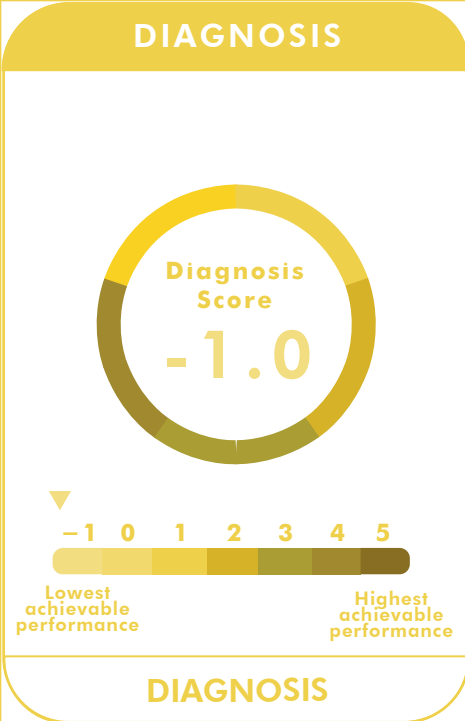 DIAGNOSIS
Diagnosis
Score
-1.0
–1 0 1 2 3 4 5
Lowest
achievable
performance
Highest
achievable
performance
DIAGNOSIS